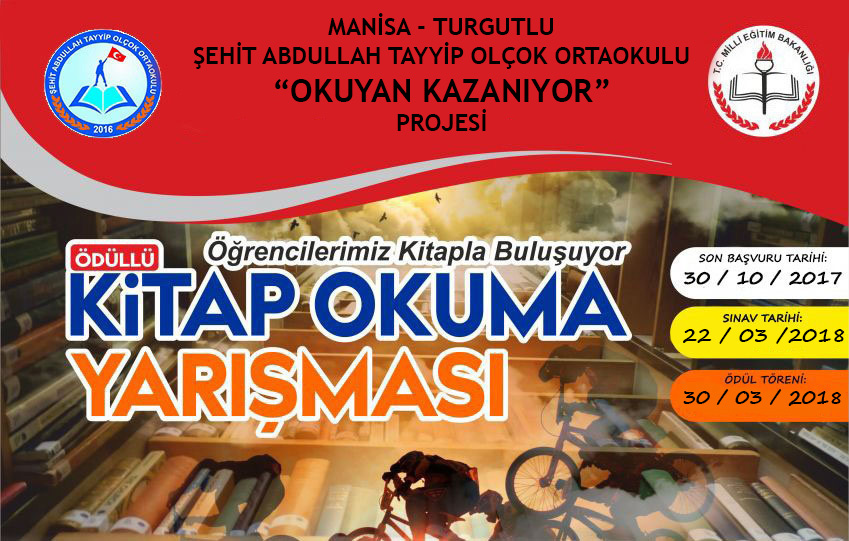 MANİSA - TURGUTLU
ŞEHİT ABDULLAH TAYYİP OLÇOK ORTAOKULU
“OKUYAN KAZANIYOR”
PROJESİ
ŞEHİT ABDULLAH TAYYİP OLÇOK ORTAOKULU
2016
T.C. MİLLİ EĞİTİM BAKANLIĞI
Öğrencilerimiz Kitapla Buluşuyor
ÖDÜLLÜ
KiTAP OKUMA
YARIŞMASI
SON BAŞVURU TARİHİ:
30 / 10 / 2017
SINAV TARİHİ:
22 / 03 /2018
ÖDÜL TÖRENİ:
30 / 03 / 2018